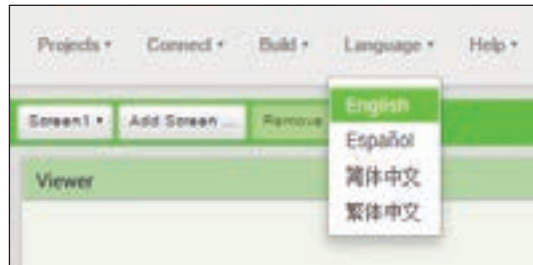 Projects Connect Build Language Help
Screen1 Add Screen ... Remove
English
Español
简体中文
繁体中文
Viewer